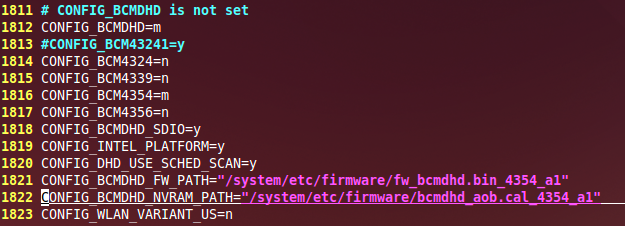 1811 # CONFIG_BCMDHD is not set
1812 CONFIG_BCMDHD=m
1813 #CONFIG_BCM43241=y
1814 CONFIG_BCM4324=n
1815 CONFIG_BCM4339=n
1816 CONFIG_BCM4354=m
1817 CONFIG_BCM4356=n
1818 CONFIG_BCMDHD_SDIO=y
1819 CONFIG_INTEL_PLATFORM=y
1820 CONFIG_DHD_USE_SCHED_SCAN=y
1821 CONFIG_BCMDHD_FW_PATH="/system/etc/firmware/fw_bcmdhd.bin_4354_a1"
1822 CONFIG_BCMDHD_NVRAM_PATH="/system/etc/firmware/bcmdhd_aob.cal_4354_a1"
1823 CONFIG_WLAN_VARIANT_US=n